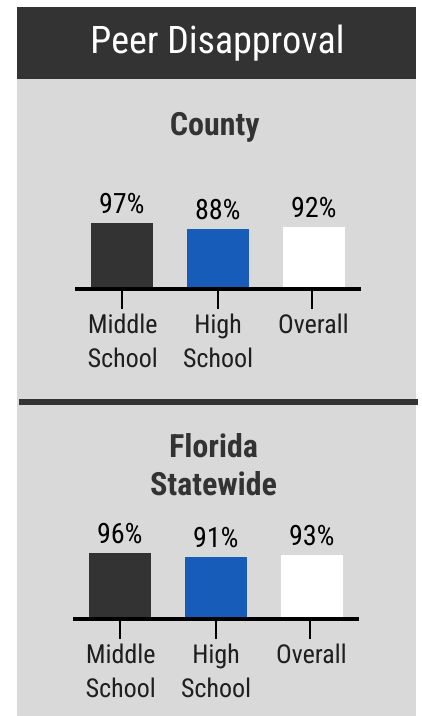 Peer Disapproval
County
97%
88%
92%
Middle
School
High
School
Overall
Florida
Statewide
96%
91%
93%
Middle
School
High
School
Overall